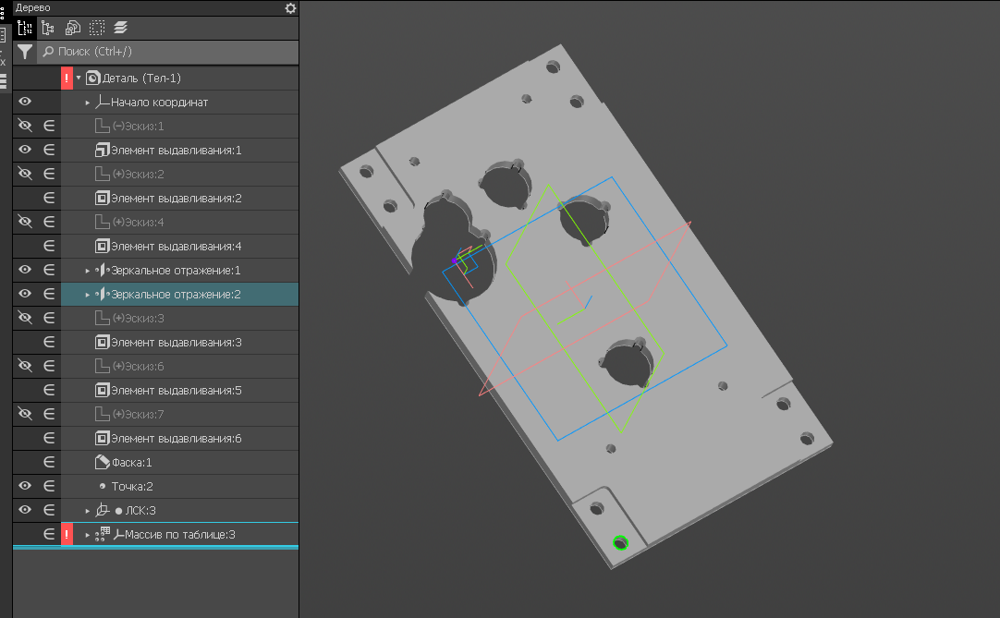 Дерево
Поиск (Ctrl+/)
! Деталь (Тел-1)
Начало координат
(−)Эскиз:1
Элемент выдавливания:1
(+)Эскиз:2
Элемент выдавливания:2
(+)Эскиз:4
Элемент выдавливания:4
Зеркальное отражение:1
Зеркальное отражение:2
(+)Эскиз:3
Элемент выдавливания:3
(+)Эскиз:6
Элемент выдавливания:5
(+)Эскиз:7
Элемент выдавливания:6
Фаска:1
Точка:2
ЛСК:3
! Массив по таблице:3